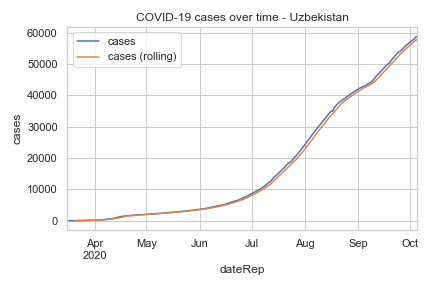 COVID-19 cases over time - Uzbekistan
cases
cases (rolling)
60000
50000
40000
30000
20000
10000
0
cases
Apr
2020
May
Jun
Jul
Aug
Sep
Oct
dateRep